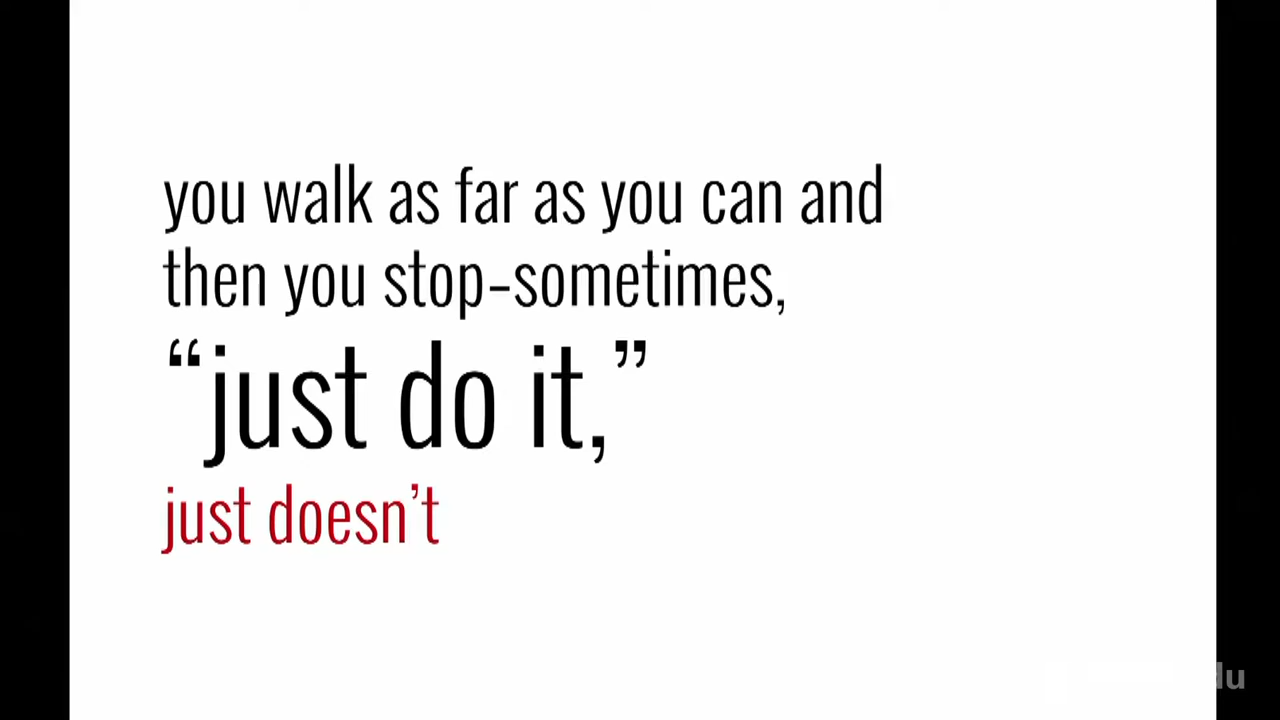 you walk as far as you can and
then you stop–sometimes,
“just do it,”
just doesn’t